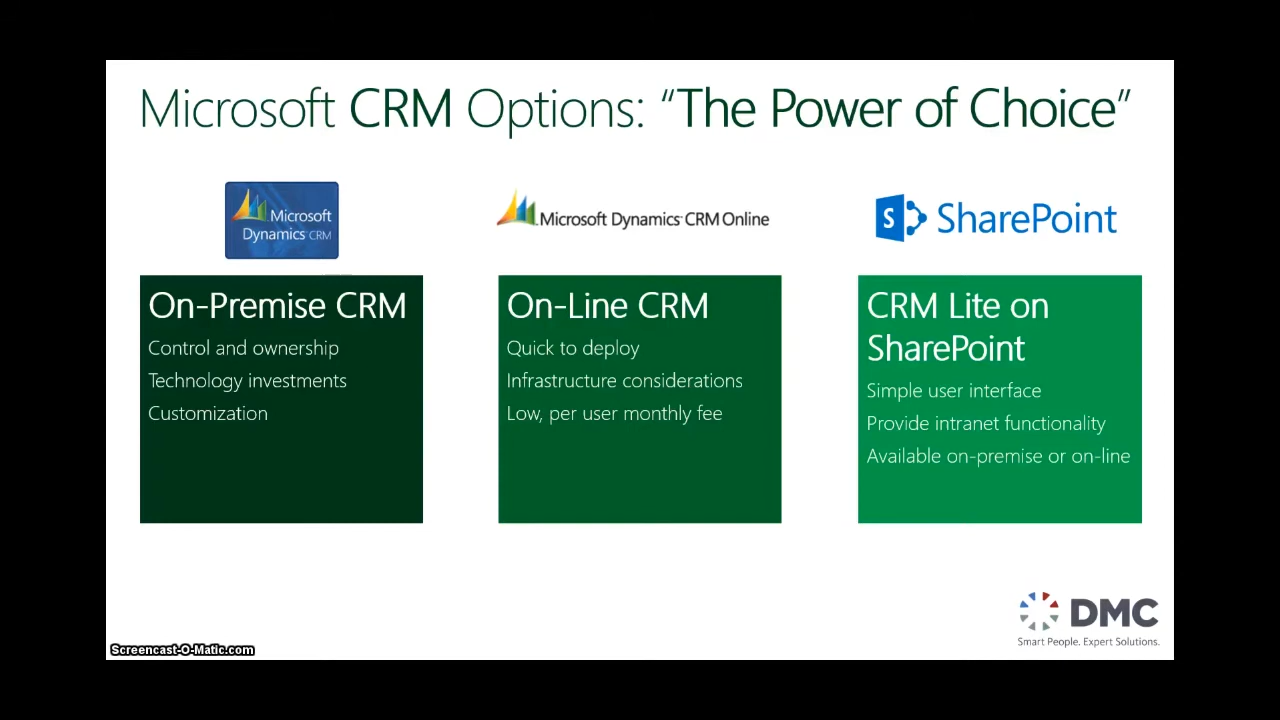 Microsoft CRM Options: “The Power of Choice”
Microsoft
Dynamics CRM
Microsoft Dynamics CRM Online
S SharePoint
On-Premise CRM
Control and ownership
Technology investments
Customization
On-Line CRM
Quick to deploy
Infrastructure considerations
Low, per user monthly fee
CRM Lite on
SharePoint
Simple user interface
Provide intranet functionality
Available on-premise or on-line
DMC
Smart People. Expert Solutions.
Screencast-O-Matic.com